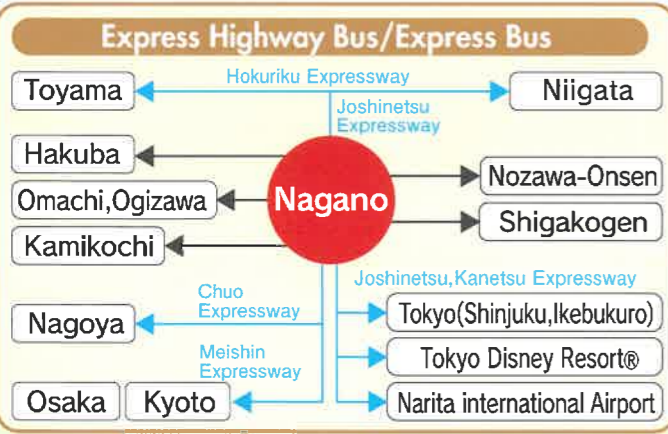 Express Highway Bus/Express Bus
Hokuriku Expressway
Toyama
Niigata
Joshinetsu
Expressway
Hakuba
Nozawa-Onsen
Omachi,Ogizawa
Nagano
Shigakogen
Kamikochi
Joshinetsu,Kanetsu Expressway
Chuo
Expressway
Nagoya
Tokyo(Shinjuku,Ikebukuro)
Meishin
Expressway
Tokyo Disney Resort®
Osaka
Kyoto
Narita international Airport